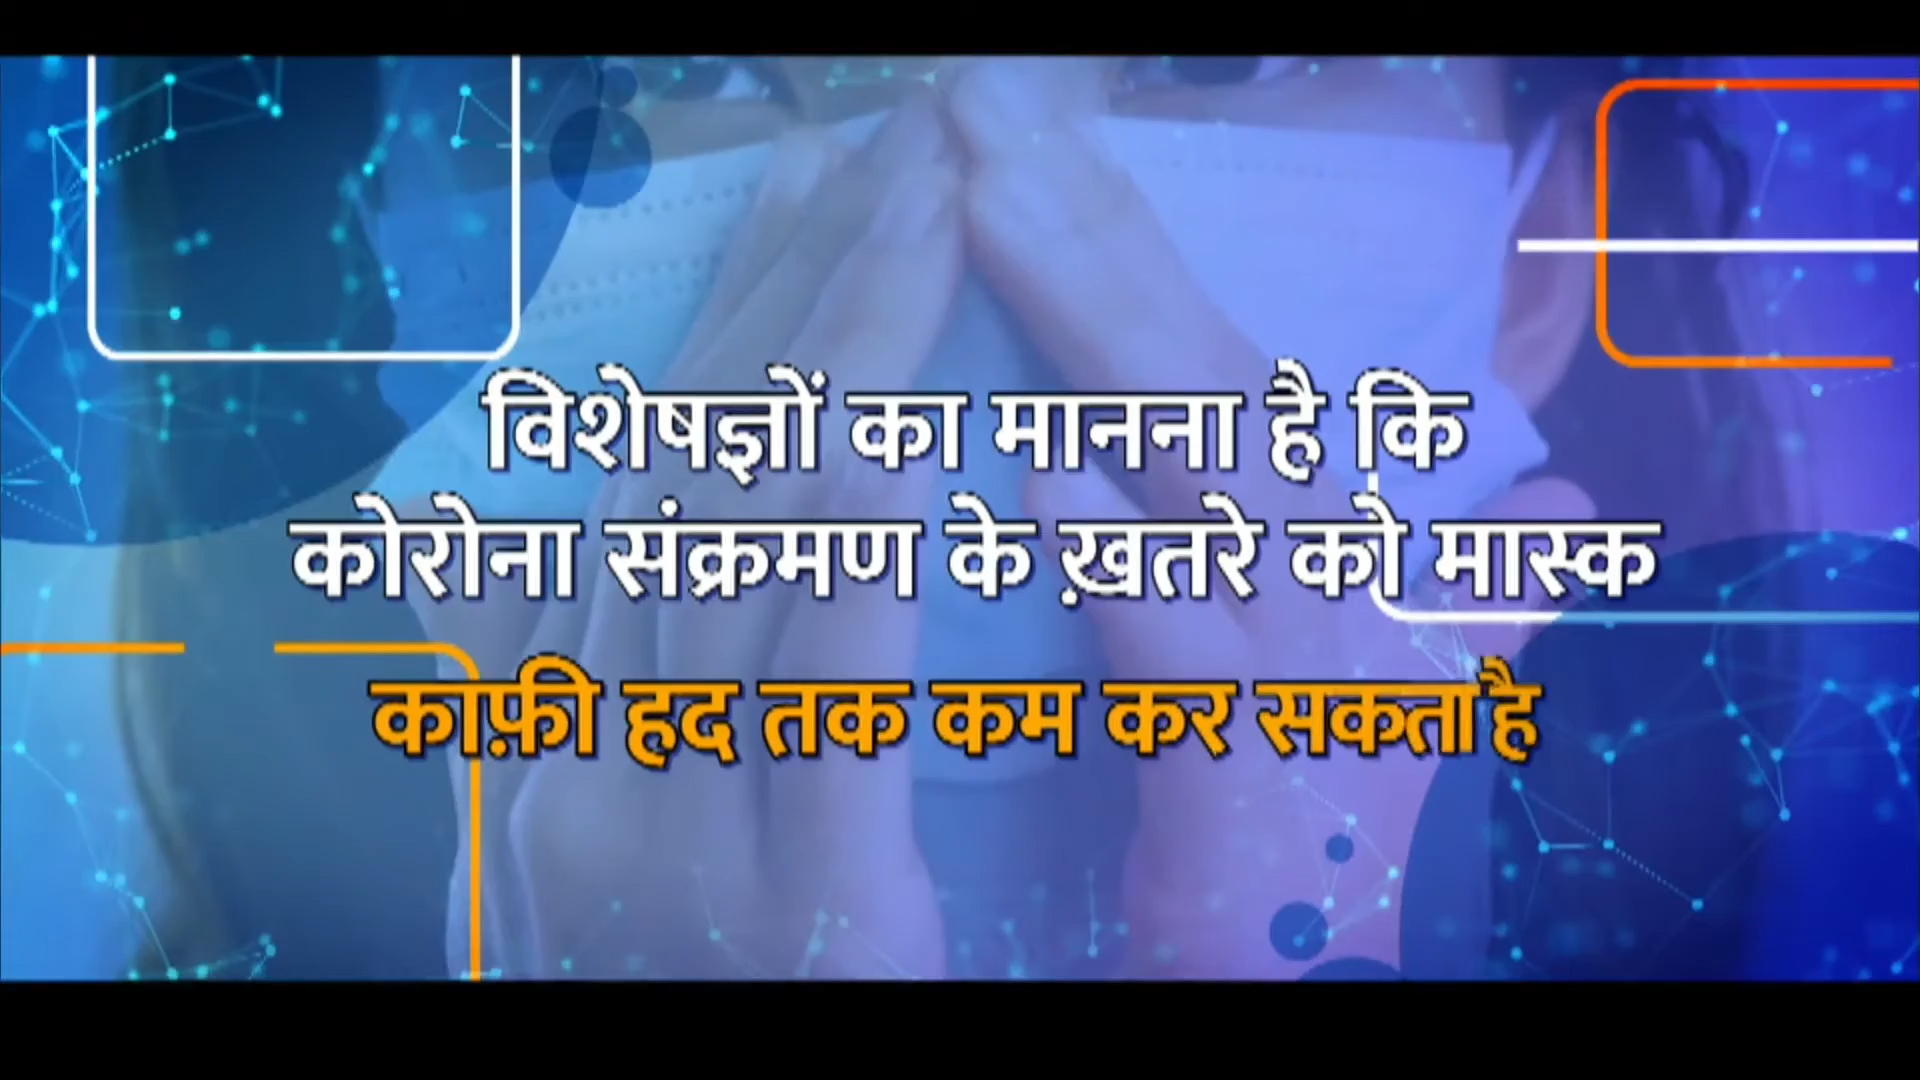 विशेषज्ञों का मानना है कि
कोरोना संक्रमण के ख़तरे को मास्क
काफ़ी हद तक कम कर सकता है